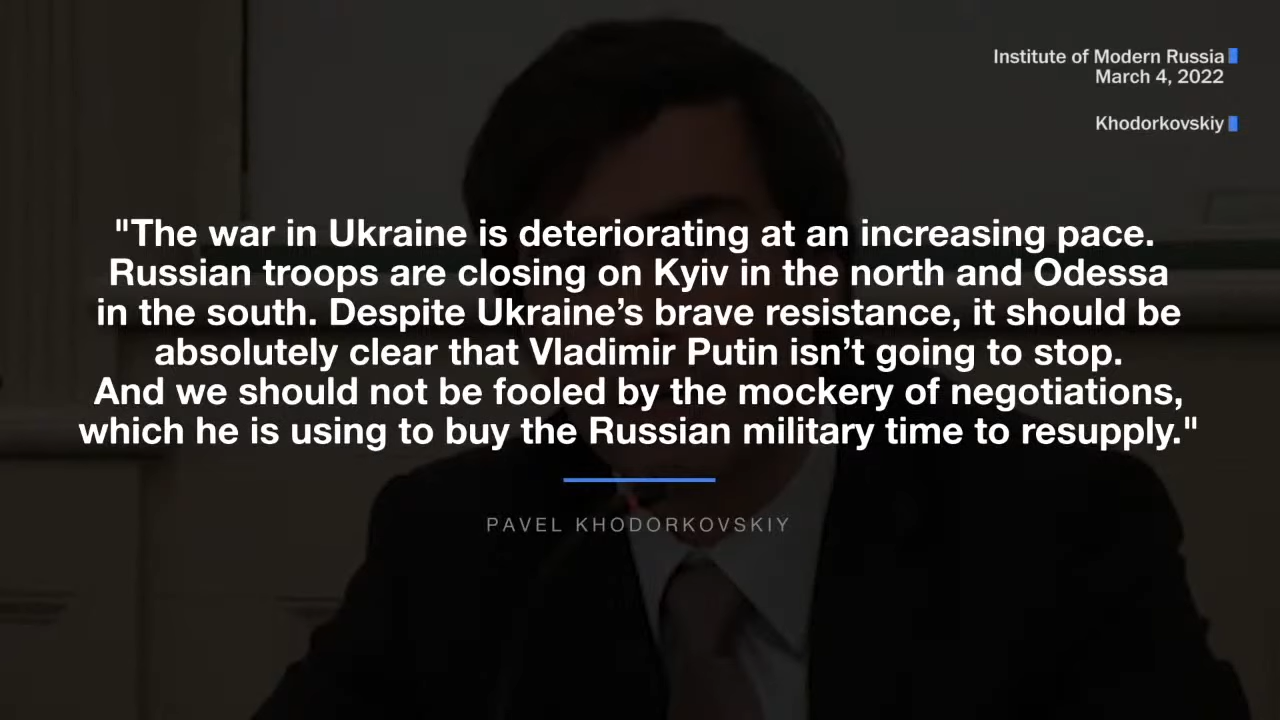 Institute of Modern Russia
March 4, 2022
Khodorkovskiy
"The war in Ukraine is deteriorating at an increasing pace.
Russian troops are closing on Kyiv in the north and Odessa
in the south. Despite Ukraine’s brave resistance, it should be
absolutely clear that Vladimir Putin isn’t going to stop.
And we should not be fooled by the mockery of negotiations,
which he is using to buy the Russian military time to resupply."
PAVEL KHODORKOVSKIY